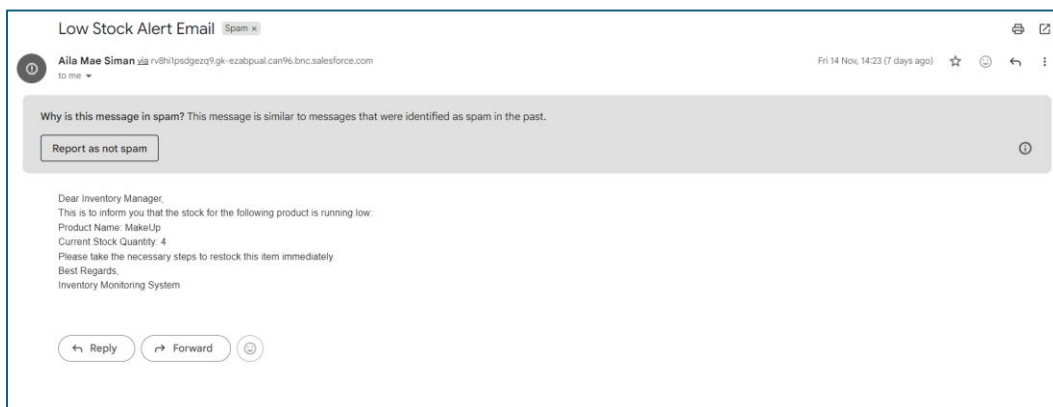 Low Stock Alert Email Spam ×
Aila Mae Siman via rv8hi1psdgezq9.gk-ezabpual.can96.bnc.salesforce.com Fri 14 Nov, 14:23 (7 days ago)
to me
Why is this message in spam? This message is similar to messages that were identified as spam in the past.
Report as not spam
Dear Inventory Manager,
This is to inform you that the stock for the following product is running low:
Product Name: MakeUp
Current Stock Quantity: 4
Please take the necessary steps to restock this item immediately.
Best Regards,
Inventory Monitoring System
Reply Forward